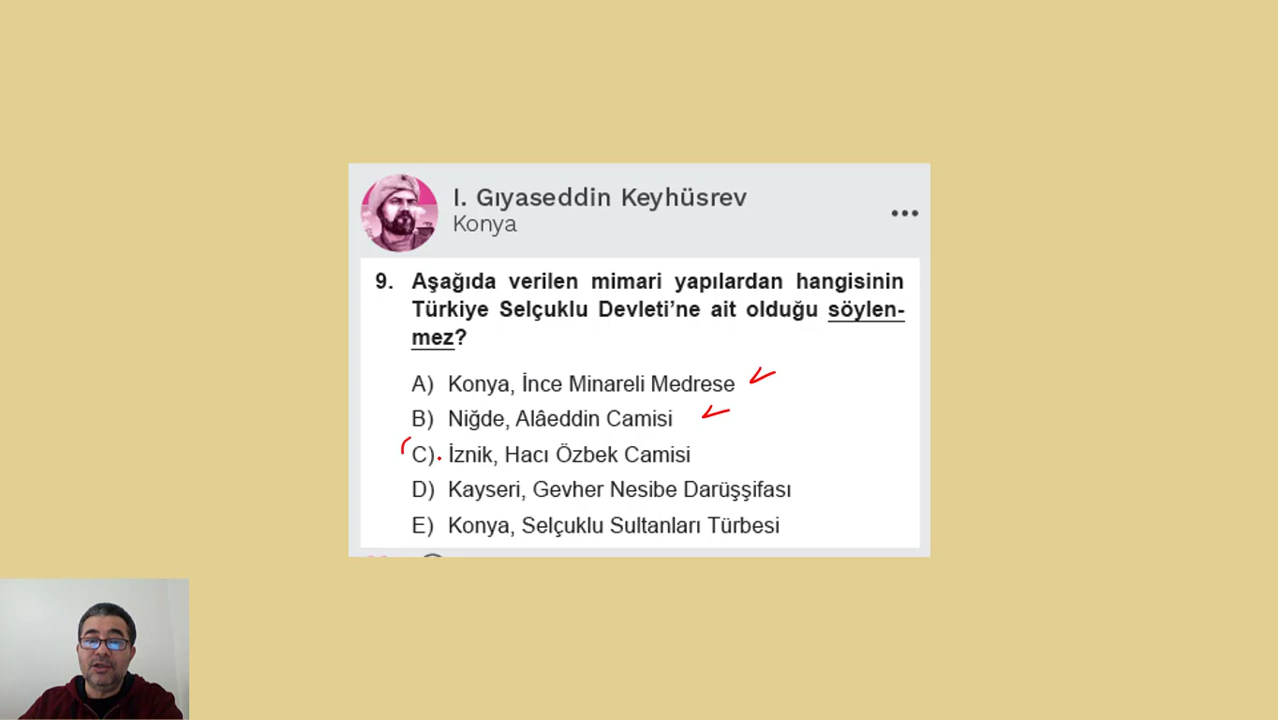 I. Gıyaseddin Keyhüsrev
Konya
9. Aşağıda verilen mimari yapılardan hangisinin
Türkiye Selçuklu Devleti’ne ait olduğu söylen-
mez?
A) Konya, İnce Minareli Medrese
B) Niğde, Alâeddin Camisi
C) İznik, Hacı Özbek Camisi
D) Kayseri, Gevher Nesibe Darüşşifası
E) Konya, Selçuklu Sultanları Türbesi